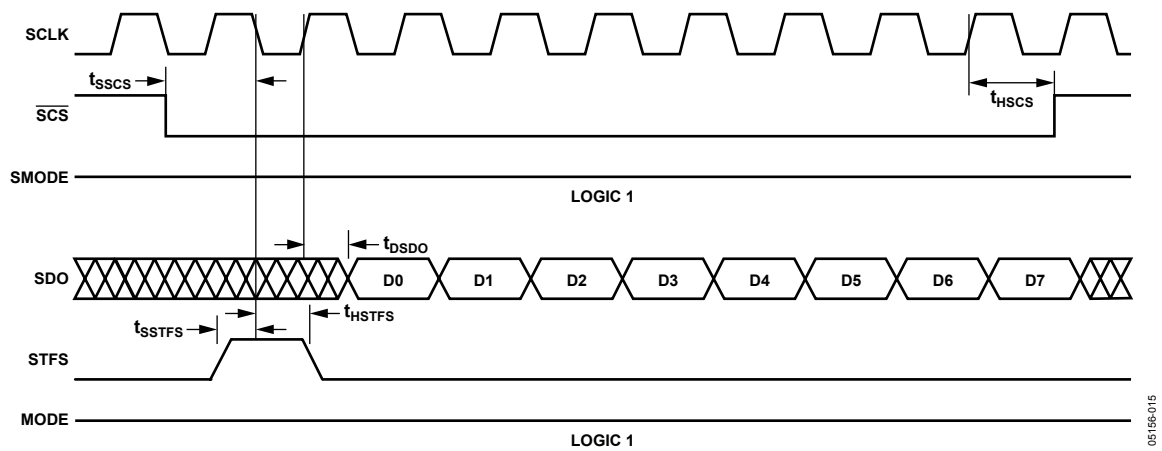 SCLK
tSSCS
tHSCS
SCS
SMODE
LOGIC 1
tDSDO
SDO
D0 D1 D2 D3 D4 D5 D6 D7
tSSTFS
tHSTFS
STFS
MODE
LOGIC 1
05156-015